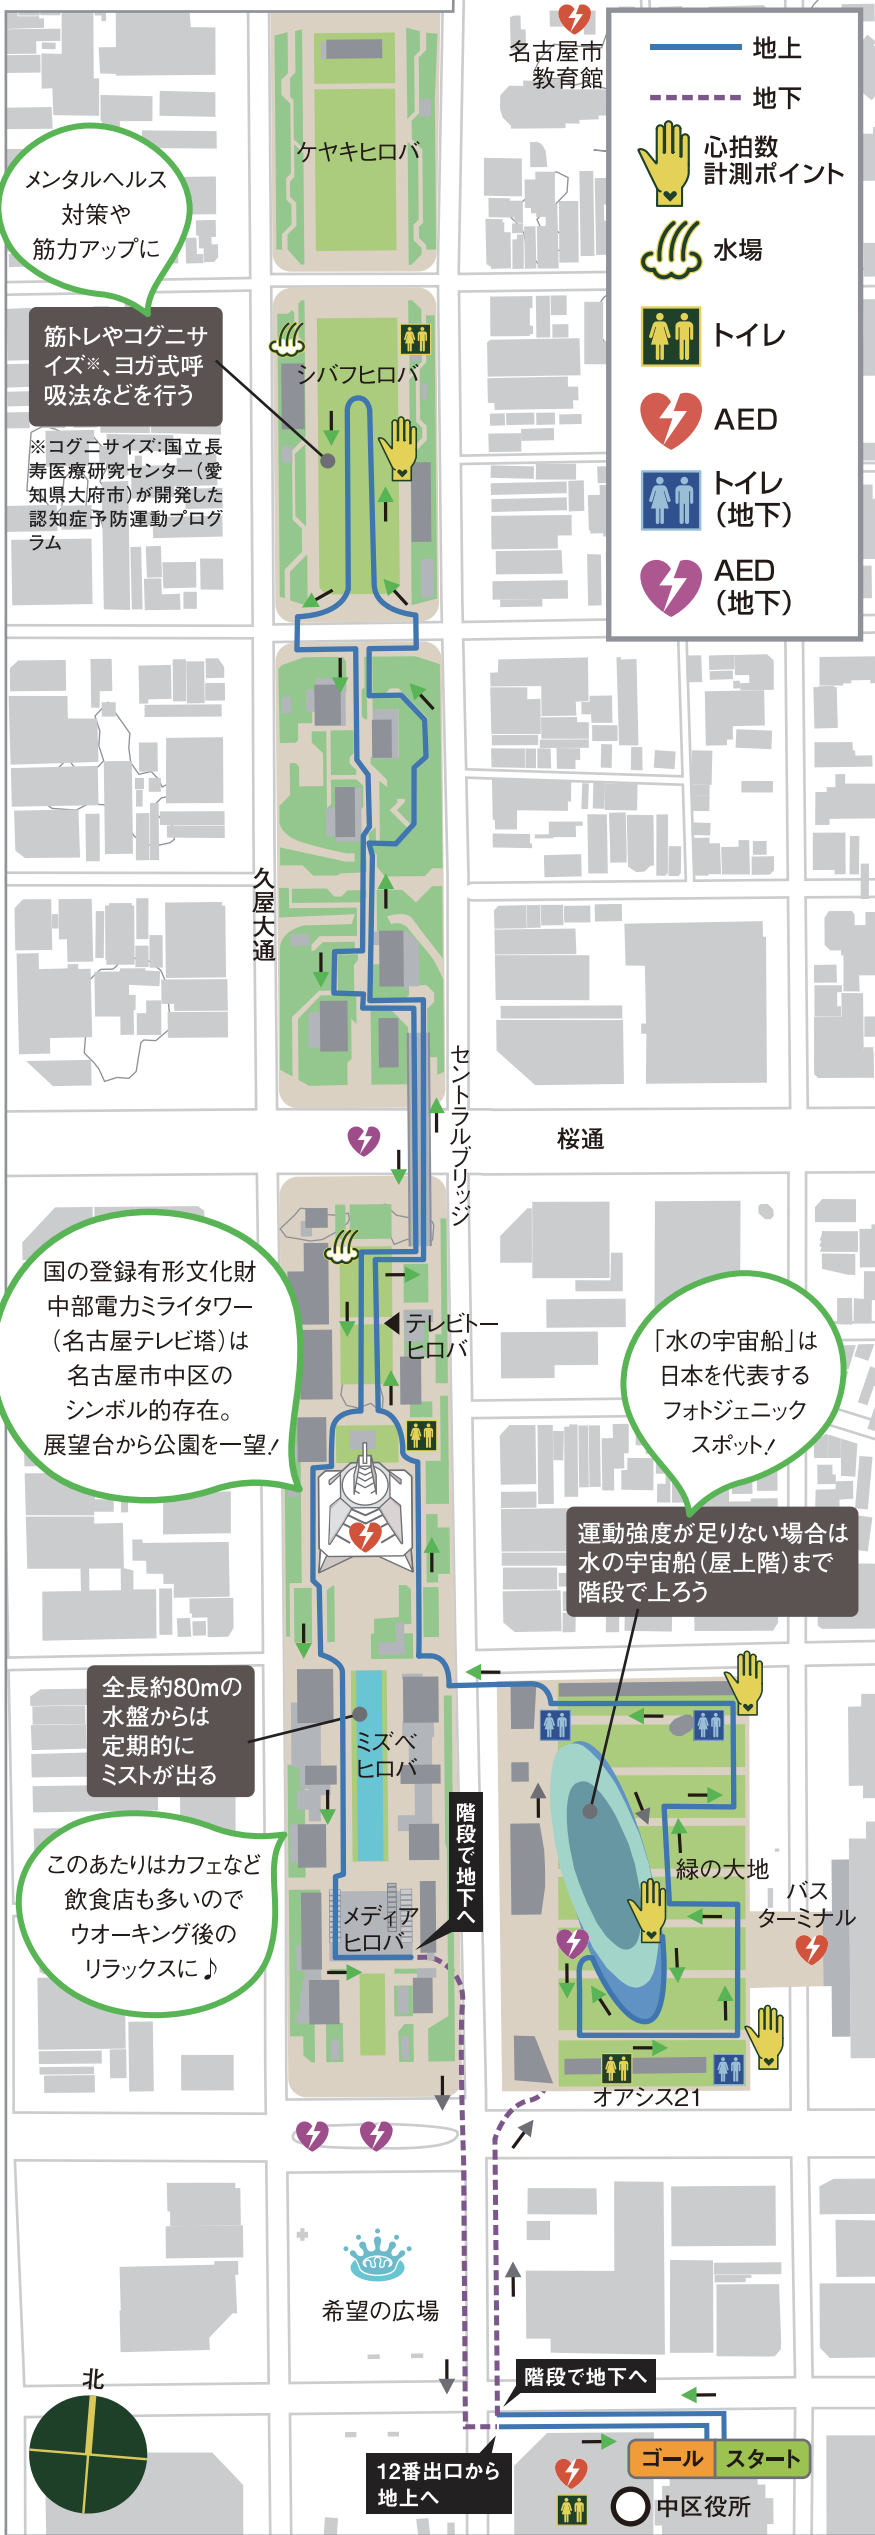 名古屋市
教育館
地上
地下
心拍数
計測ポイント
水場
トイレ
AED
トイレ
（地下）
AED
（地下）
ケヤキヒロバ
メンタルヘルス
対策や
筋力アップに
筋トレやコグニサ
イズ※、ヨガ式呼
吸法などを行う
※コグニサイズ：国立長
寿医療研究センター（愛
知県大府市）が開発した
認知症予防運動プログ
ラム
シバフヒロバ
久屋大通
セントラルブリッジ
桜通
国の登録有形文化財
中部電力ミライタワー
（名古屋テレビ塔）は
名古屋市中区の
シンボル的存在。
展望台から公園を一望！
テレビトー
ヒロバ
「水の宇宙船」は
日本を代表する
フォトジェニック
スポット！
運動強度が足りない場合は
水の宇宙船（屋上階）まで
階段で上ろう
全長約80mの
水盤からは
定期的に
ミストが出る
ミズベ
ヒロバ
このあたりはカフェなど
飲食店も多いので
ウオーキング後の
リラックスに♪
階段で地下へ
メディア
ヒロバ
緑の大地
バス
ターミナル
オアシス21
希望の広場
北
階段で地下へ
12番出口から
地上へ
ゴール
スタート
中区役所